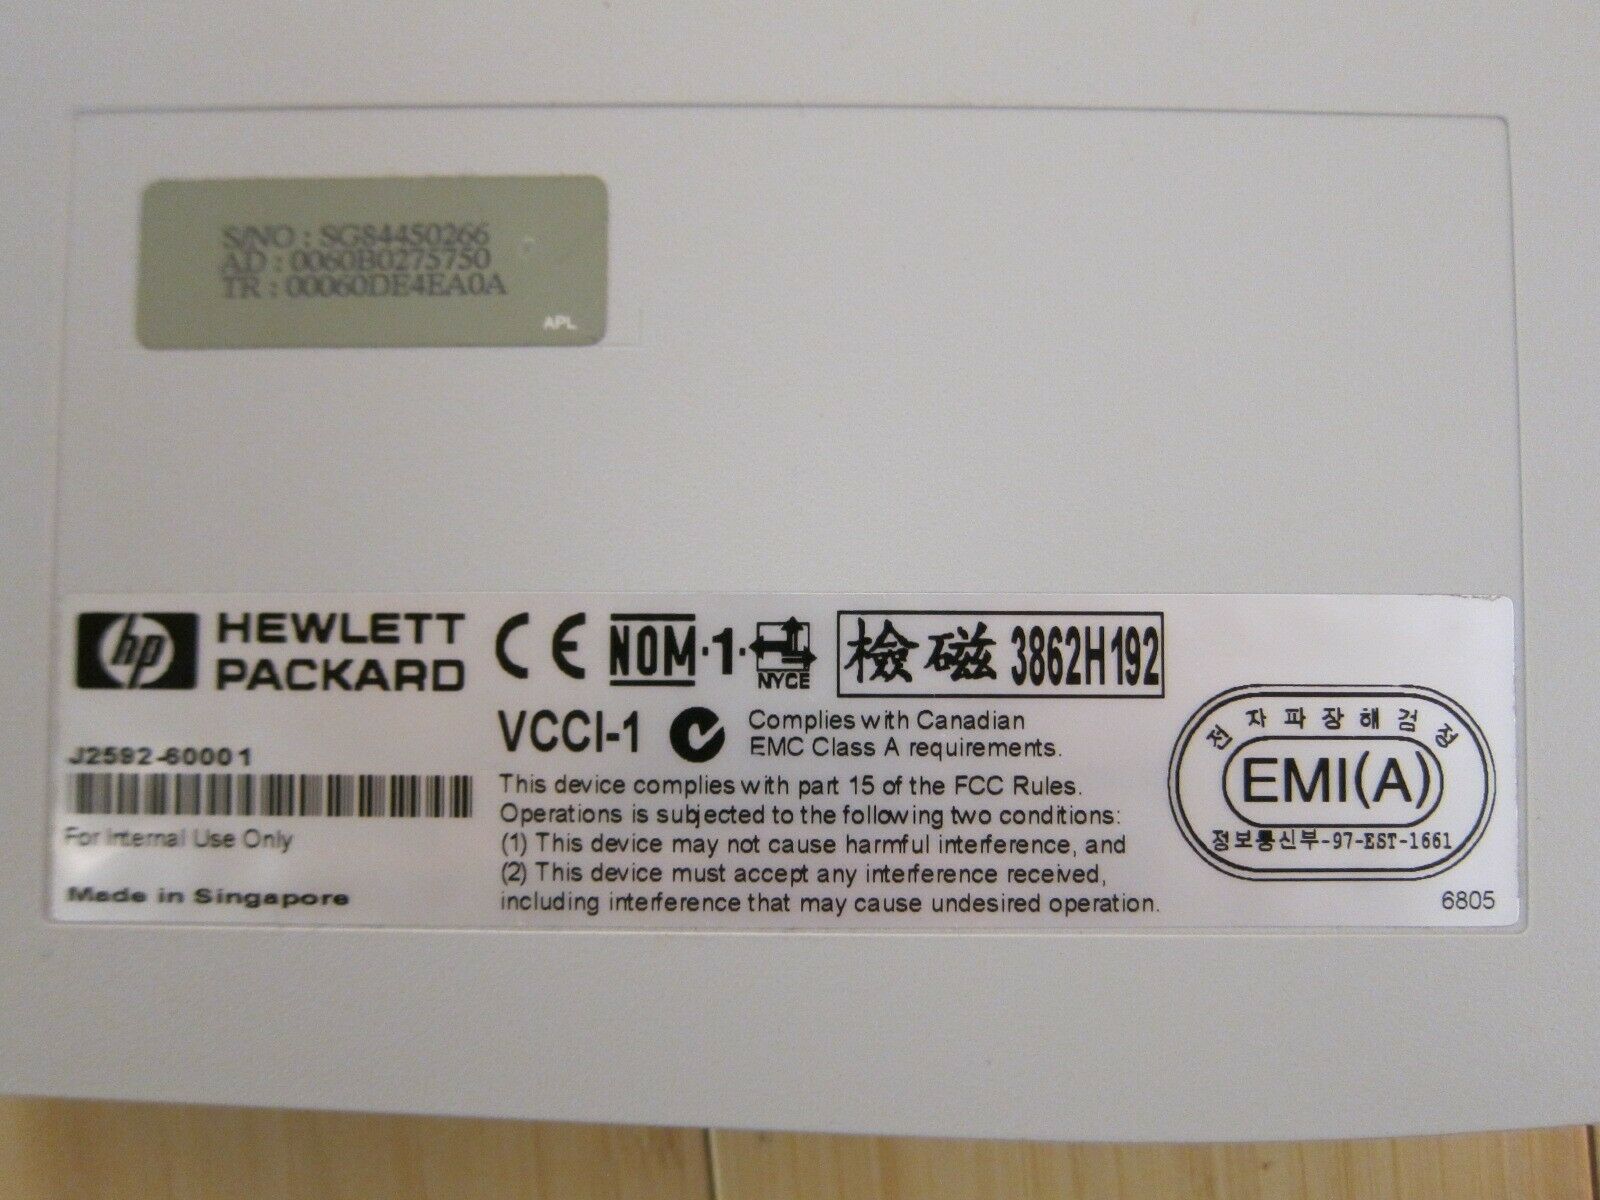 S/NO : SG84450266
AD : 0060B0275750
TR : 00060DE4EA0A
APL
hp HEWLETT PACKARD
J2592-60001
For Internal Use Only
Made in Singapore
CE NOM·1· NYCE 檢磁 3862H192
VCCI-1 Complies with Canadian
EMC Class A requirements.
This device complies with part 15 of the FCC Rules.
Operations is subjected to the following two conditions:
(1) This device may not cause harmful interference, and
(2) This device must accept any interference received,
including interference that may cause undesired operation.
전자파장해검정
EMI(A)
정보통신부-97-EST-1661
6805